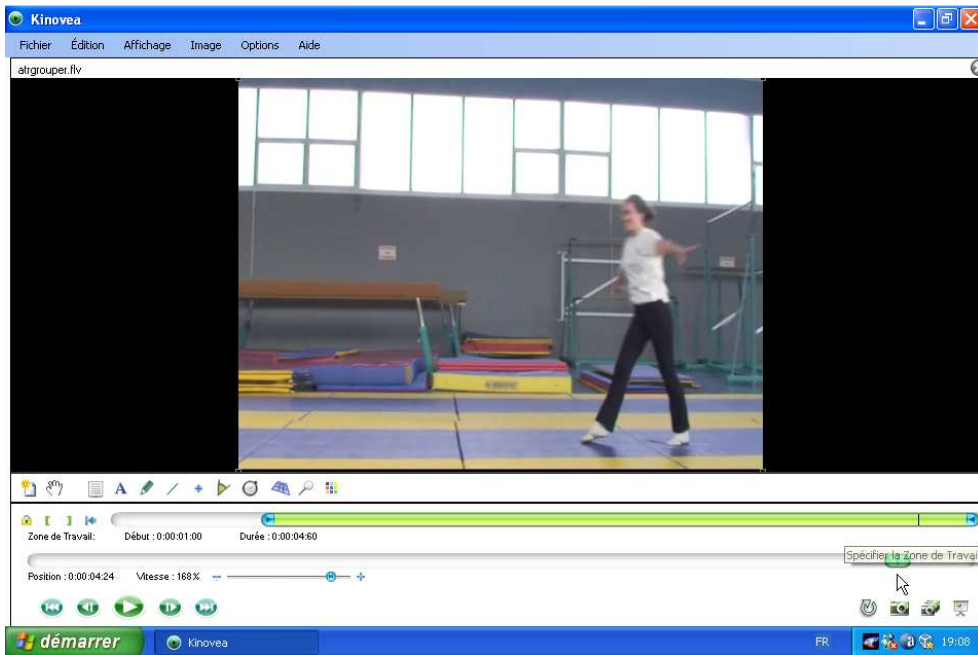 Kinovea
Fichier Édition Affichage Image Options Aide
atrgrouper.flv
A
Zone de Travail: Début : 0:00:01:00 Durée : 0:00:04:60
Spécifier la Zone de Travai
Position : 0:00:04:24 Vitesse : 168%
démarrer Kinovea FR 19:08